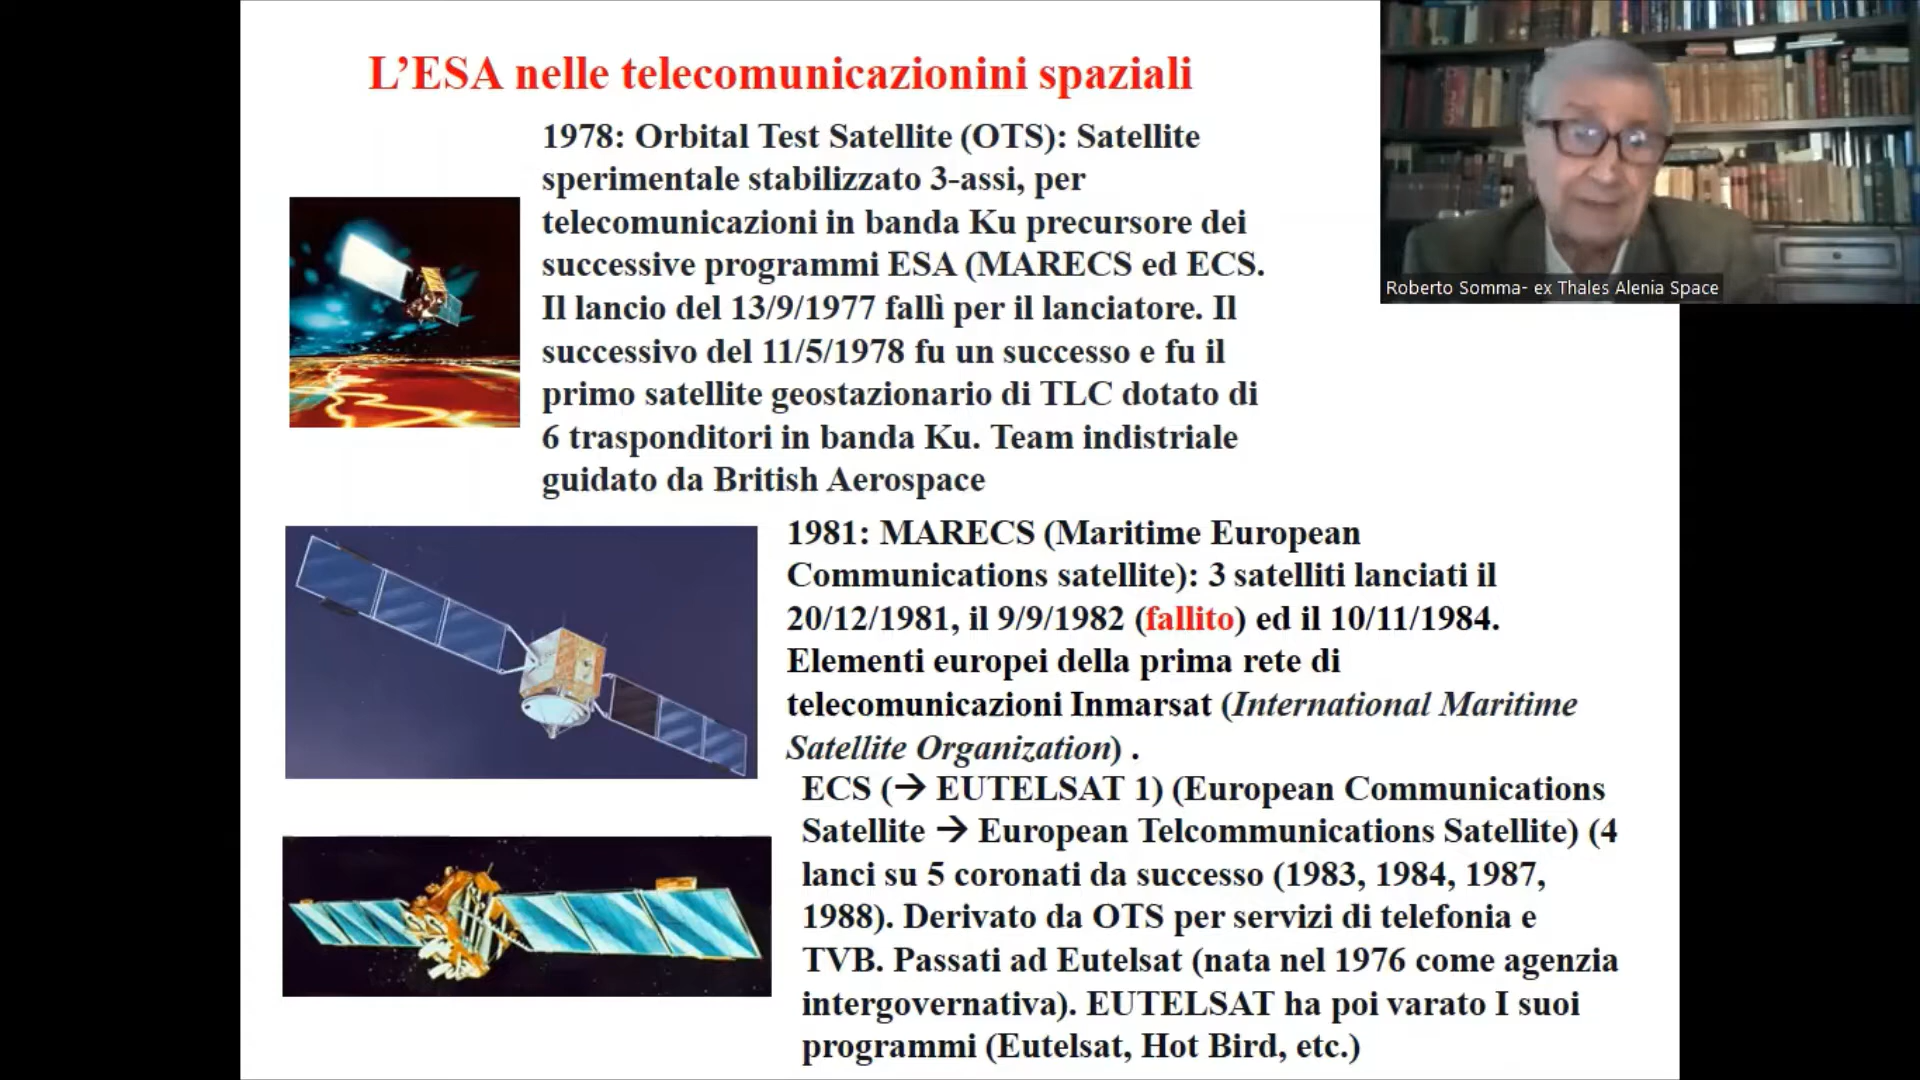 L’ESA nelle telecomunicazionini spaziali
1978: Orbital Test Satellite (OTS): Satellite
sperimentale stabilizzato 3-assi, per
telecomunicazioni in banda Ku precursore dei
successive programmi ESA (MARECS ed ECS.
Il lancio del 13/9/1977 fallì per il lanciatore. Il
successivo del 11/5/1978 fu un successo e fu il
primo satellite geostazionario di TLC dotato di
6 trasponditori in banda Ku. Team indistriale
guidato da British Aerospace
1981: MARECS (Maritime European
Communications satellite): 3 satelliti lanciati il
20/12/1981, il 9/9/1982 (fallito) ed il 10/11/1984.
Elementi europei della prima rete di
telecomunicazioni Inmarsat (International Maritime
Satellite Organization) .
ECS (→ EUTELSAT 1) (European Communications
Satellite → European Telcommunications Satellite) (4
lanci su 5 coronati da successo (1983, 1984, 1987,
1988). Derivato da OTS per servizi di telefonia e
TVB. Passati ad Eutelsat (nata nel 1976 come agenzia
intergovernativa). EUTELSAT ha poi varato I suoi
programmi (Eutelsat, Hot Bird, etc.)
Roberto Somma- ex Thales Alenia Space